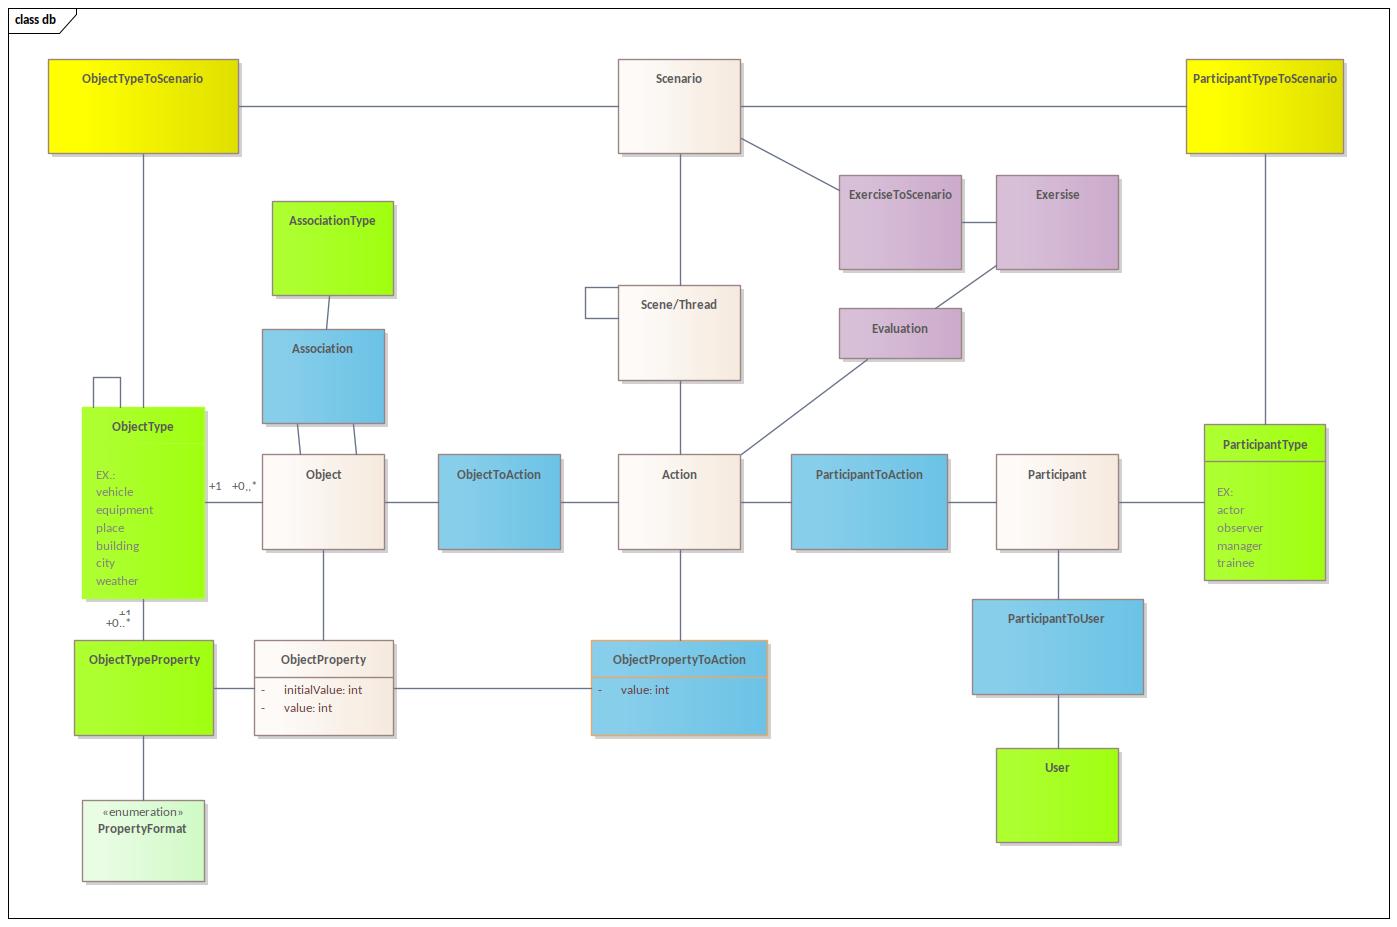 class db
ObjectTypeToScenario
Scenario
ParticipantTypeToScenario
ExerciseToScenario
Exersise
AssociationType
Scene/Thread
Evaluation
Association
ObjectType
EX.:
vehicle
equipment
place
building
city
weather
+1 +0..*
Object
ObjectToAction
Action
ParticipantToAction
Participant
ParticipantType
EX:
actor
observer
manager
trainee
+1
+0..*
ObjectTypeProperty
ObjectProperty
- initialValue: int
- value: int
ObjectPropertyToAction
- value: int
ParticipantToUser
User
«enumeration»
PropertyFormat